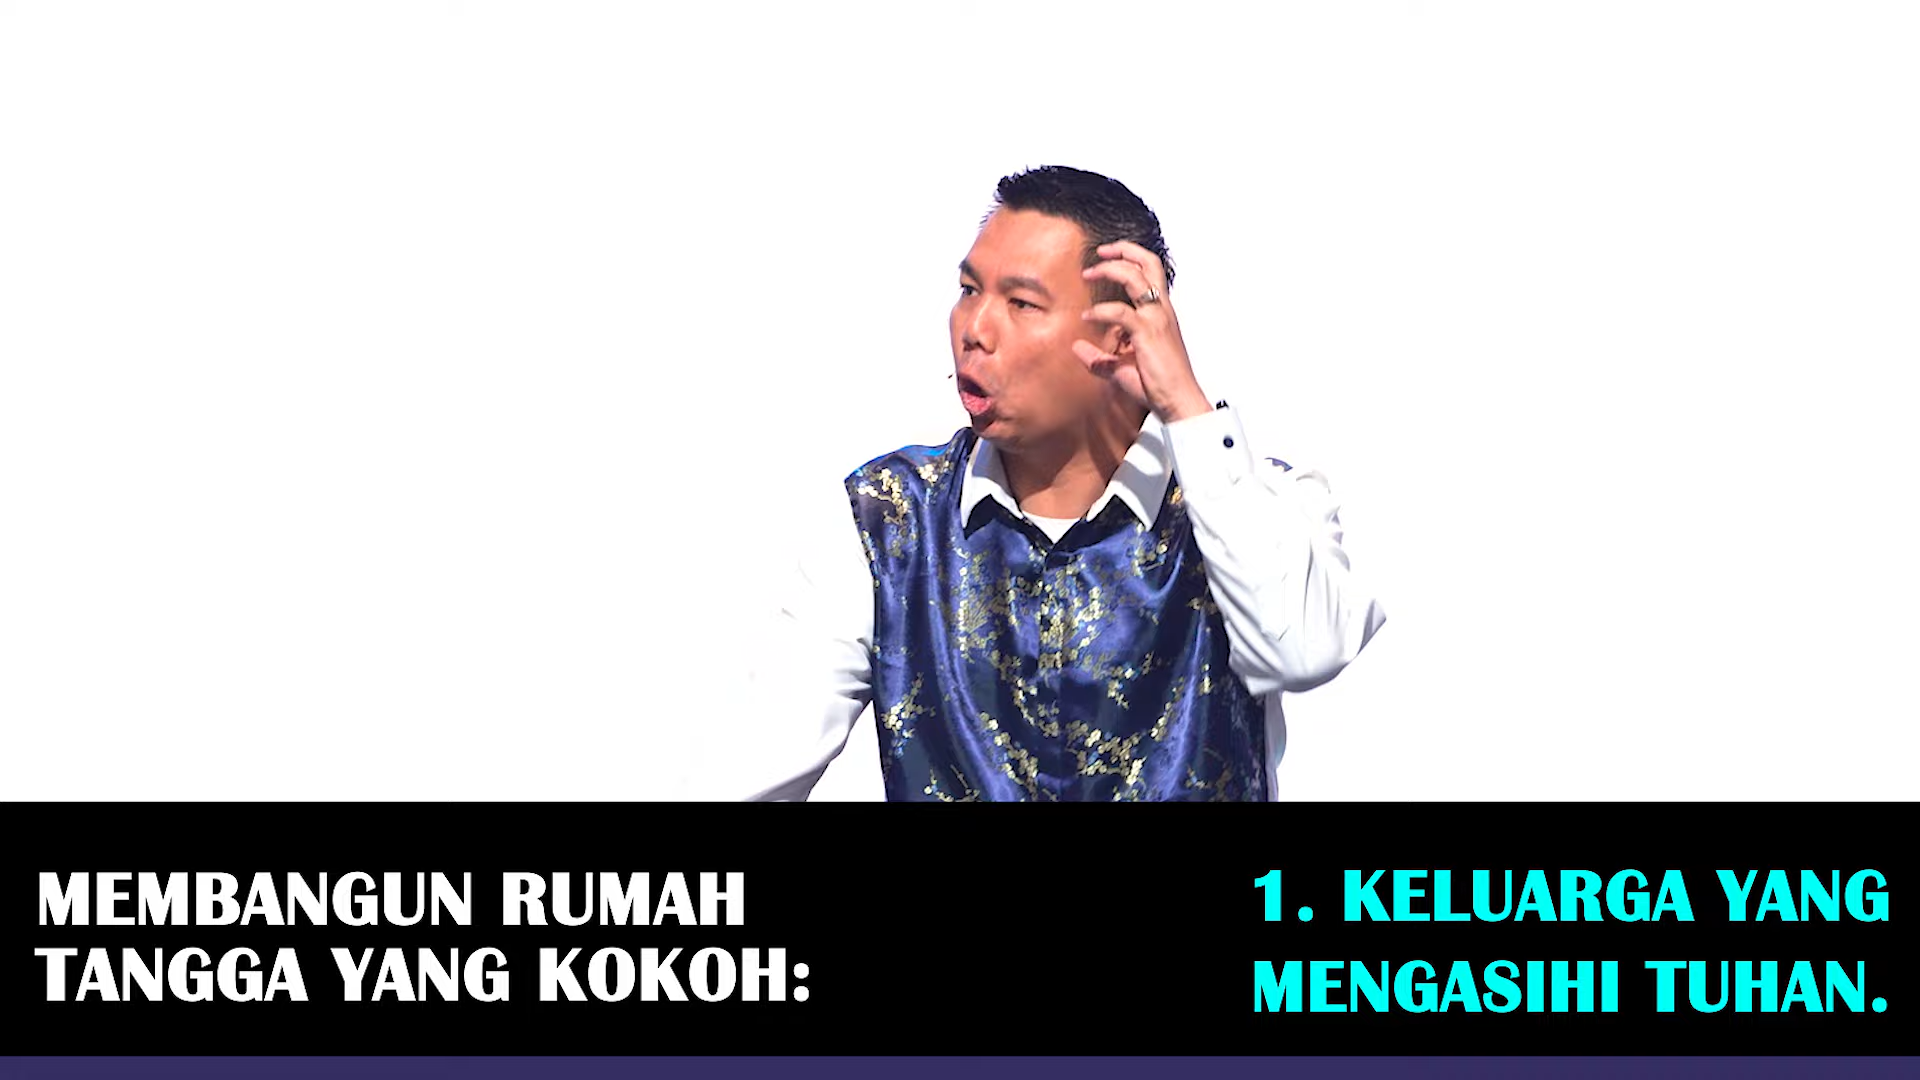 MEMBANGUN RUMAH
TANGGA YANG KOKOH:
1. KELUARGA YANG
MENGASIHI TUHAN.